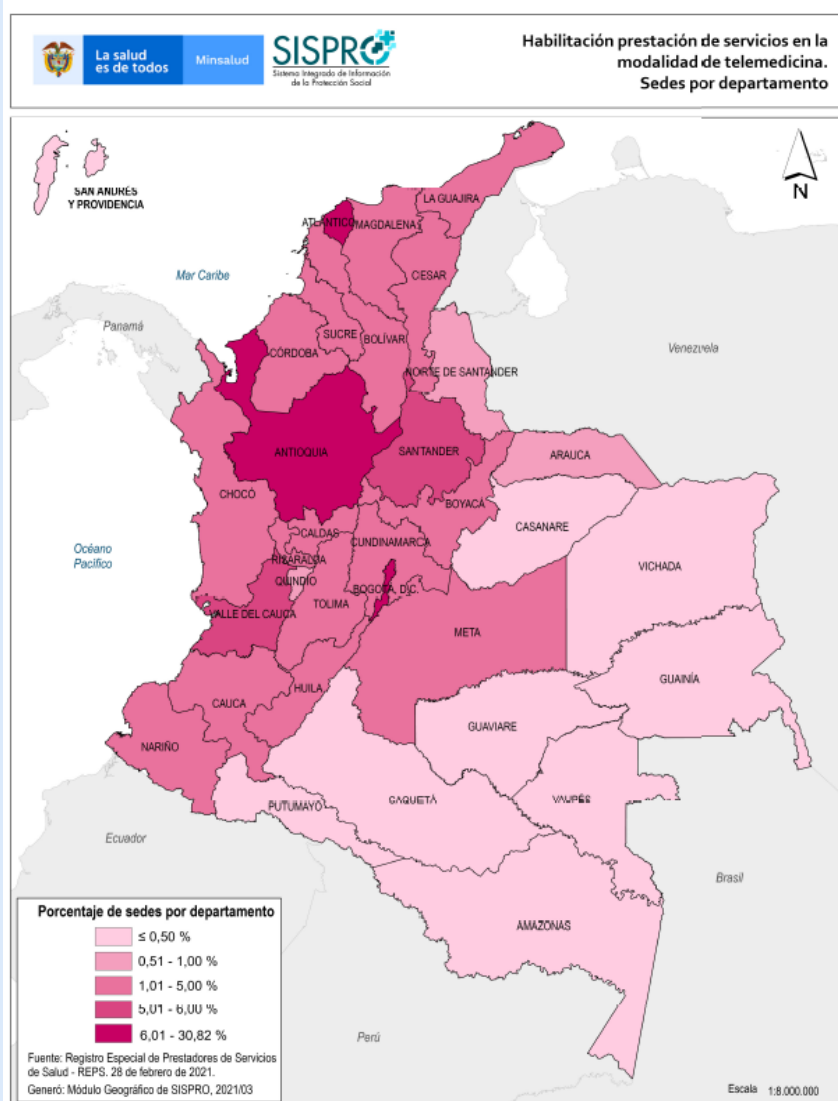 La salud
es de todos
Minsalud
SISPRO
Sistema Integrado de Información
de la Protección Social
Habilitación prestación de servicios en la
modalidad de telemedicina.
Sedes por departamento
SAN ANDRÉS
Y PROVIDENCIA
N
LA GUAJIRA
ATLÁNTICO
MAGDALENA
CESAR
Mar Caribe
Panamá
SUCRE
BOLÍVAR
CÓRDOBA
Venezuela
NORTE DE SANTANDER
ANTIOQUIA
SANTANDER
ARAUCA
CHOCÓ
BOYACÁ
CASANARE
Océano
Pacífico
CALDAS
CUNDINAMARCA
RISARALDA
QUINDIO
VICHADA
BOGOTÁ, D.C.
TOLIMA
VALLE DEL CAUCA
META
GUAINÍA
HUILA
CAUCA
GUAVIARE
NARIÑO
CAQUETÁ
VAUPÉS
PUTUMAYO
Ecuador
Brasil
AMAZONAS
Perú
Porcentaje de sedes por departamento
≤ 0,50 %
0,51 - 1,00 %
1,01 - 5,00 %
5,01 - 6,00 %
6,01 - 30,82 %
Fuente: Registro Especial de Prestadores de Servicios
de Salud - REPS. 28 de febrero de 2021.
Generó: Módulo Geográfico de SISPRO, 2021/03
Escala 1:8.000.000